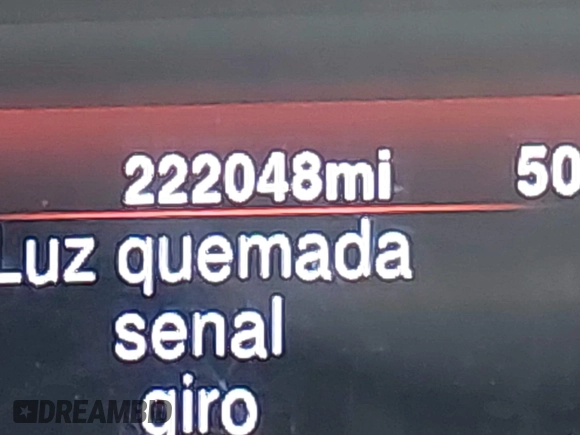 222048mi 50
Luz quemada
senal
giro
DREAMBID